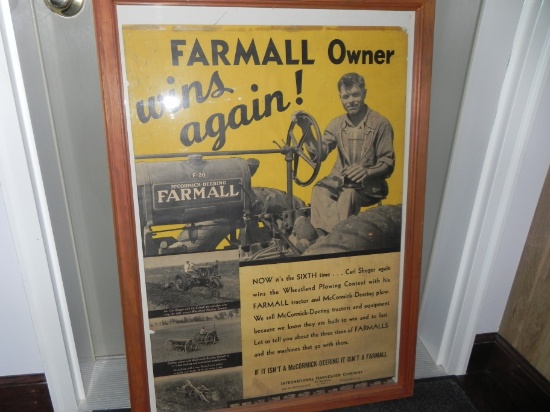 FARMALL Owner
wins
again!
F-20
McCORMICK-DEERING
FARMALL
NOW it's the SIXTH time . . . Carl Shoger again
wins the Wheatland Plowing Contest with his
FARMALL tractor and McCormick-Deering plow.
We sell McCormick-Deering tractors and equipment
because we know they are built to win and to last.
Let us tell you about the three sizes of FARMALLS
and the machines that go with them.
IF IT ISN'T A McCORMICK-DEERING IT ISN'T A FARMALL
INTERNATIONAL HARVESTER COMPANY